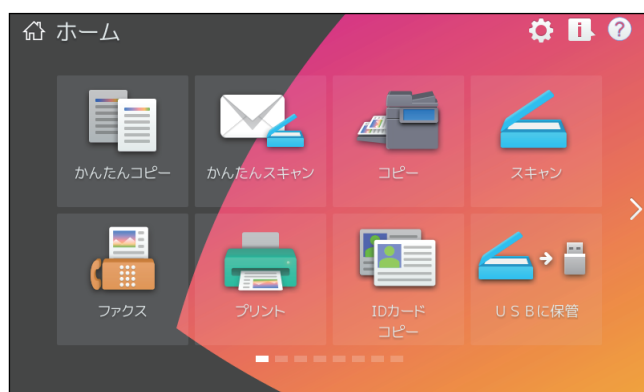 ホーム
かんたんコピー
かんたんスキャン
コピー
スキャン
ファクス
プリント
IDカード
コピー
ＵＳＢに保管